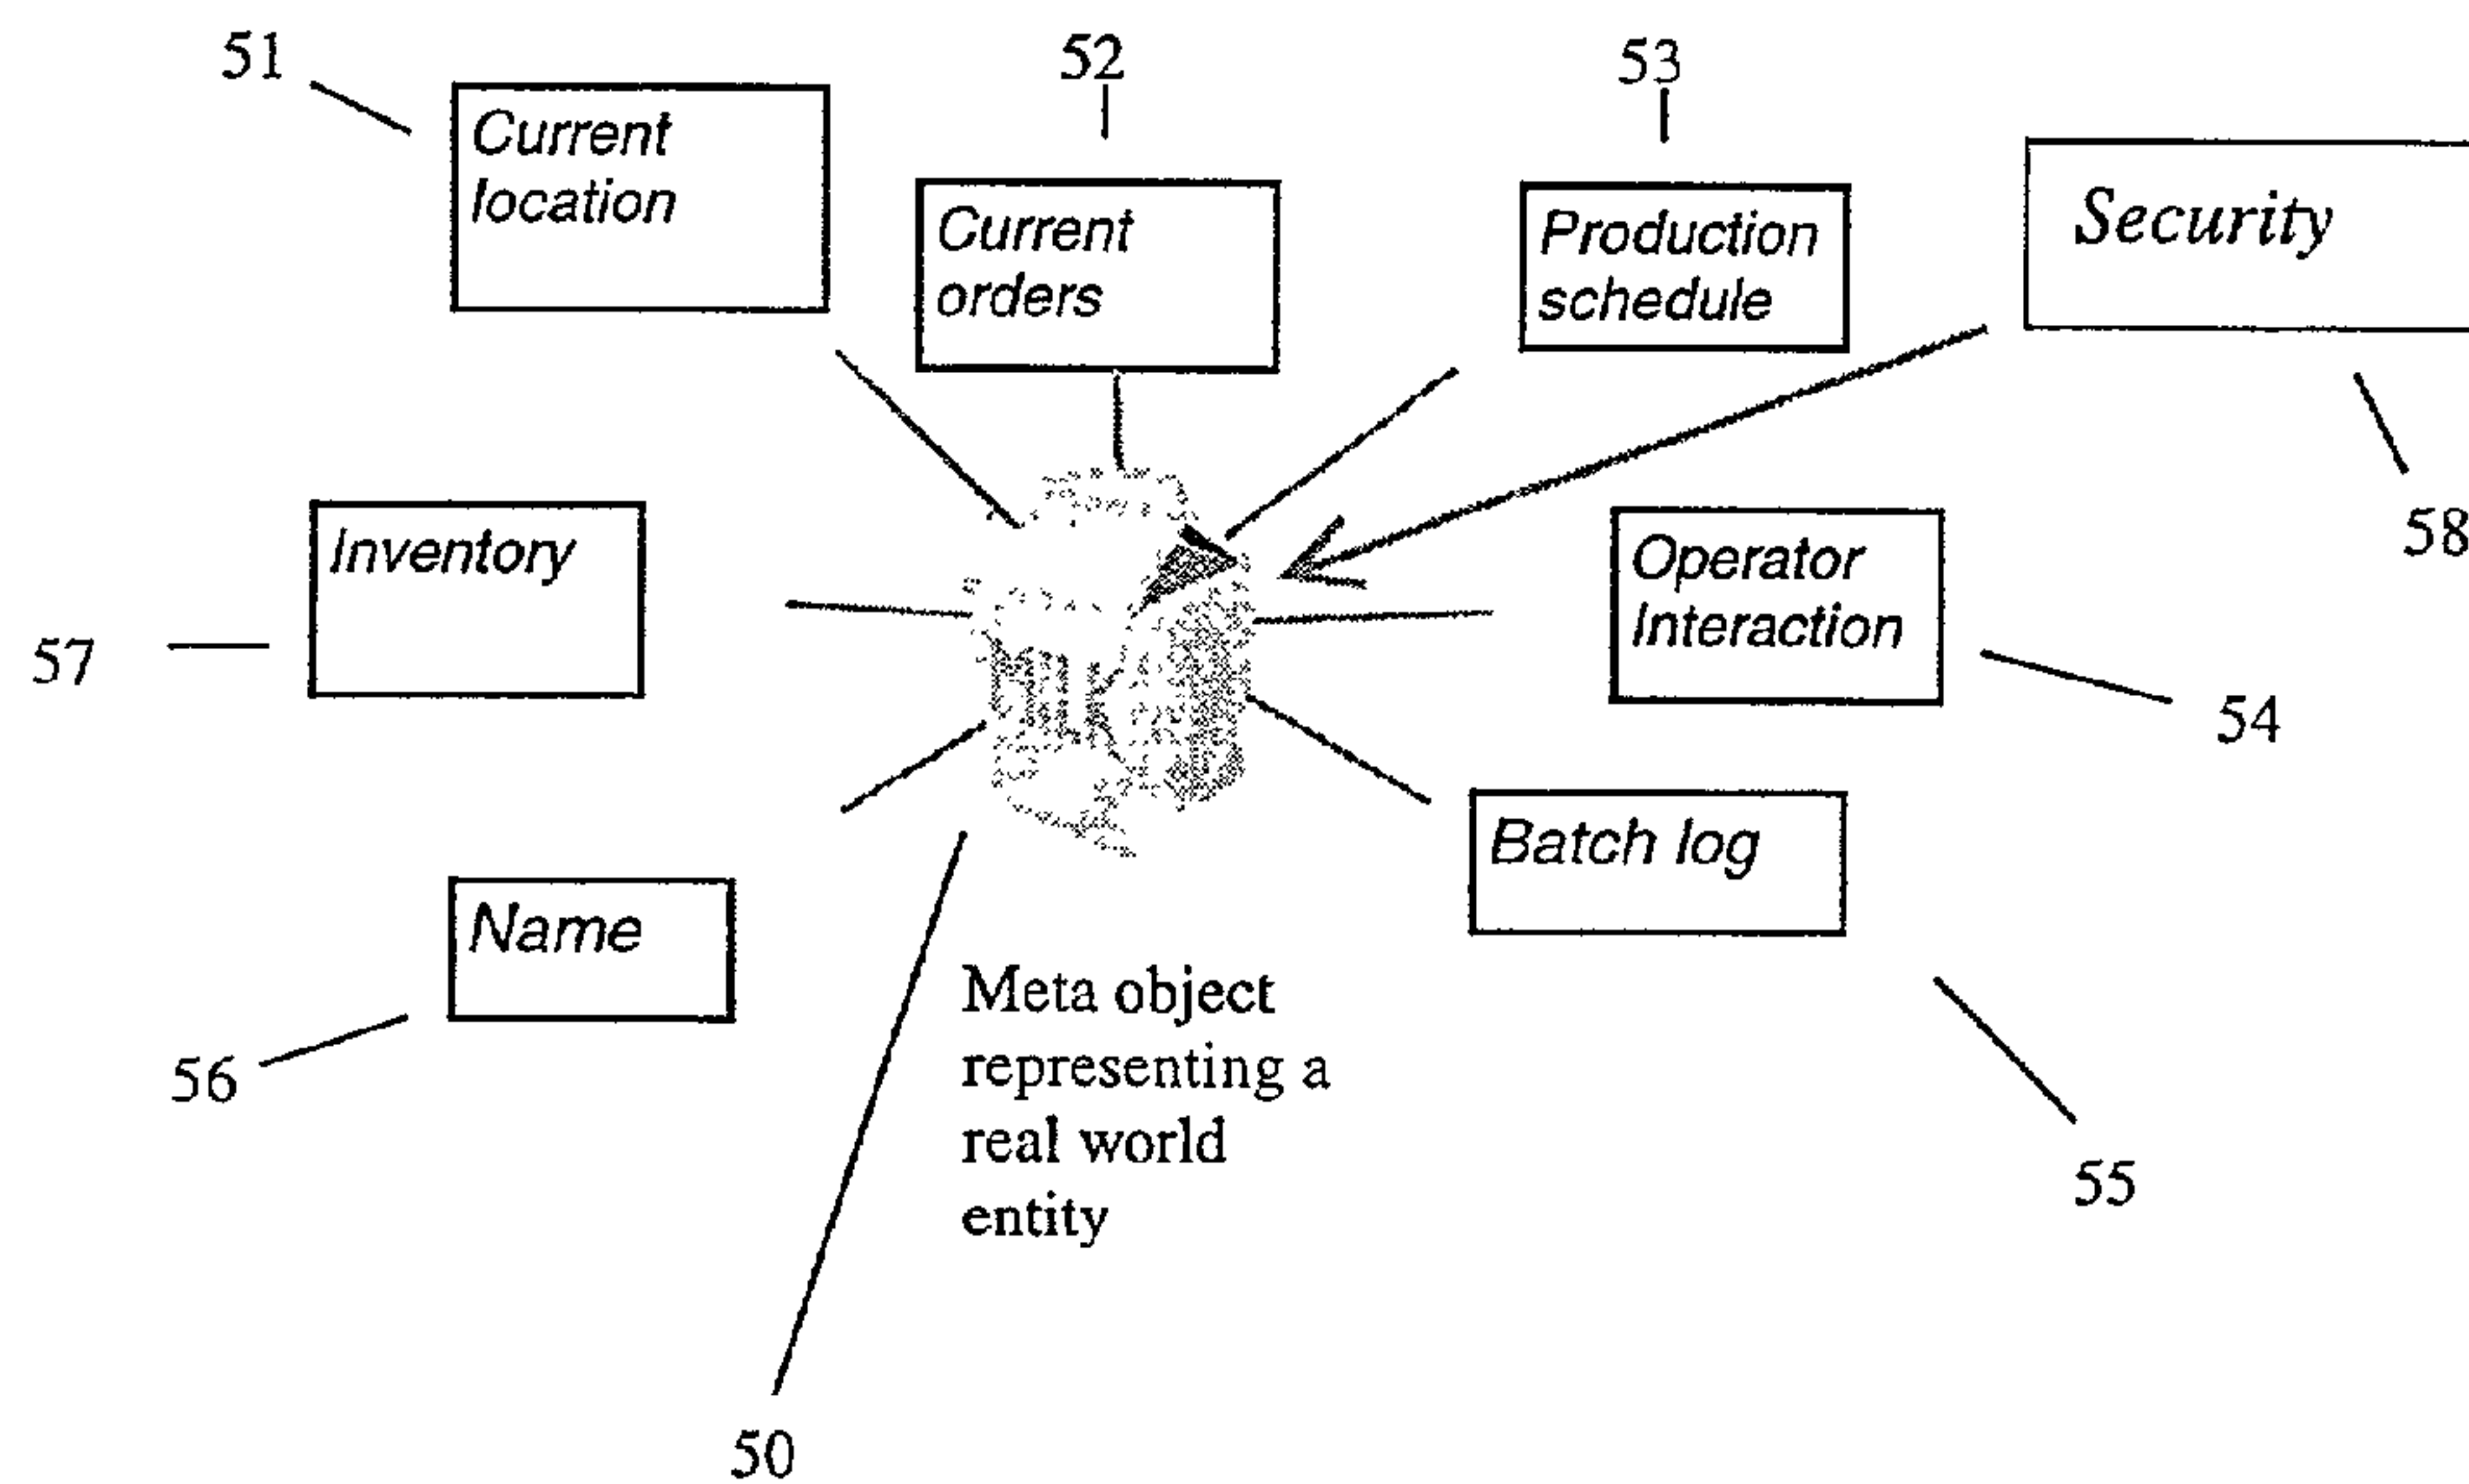 51
52
53
Current
location
Current
orders
Production
schedule
Security
58
Inventory
57
Operator
Interaction
54
Batch log
55
Name
56
Meta object
representing a
real world
entity
50